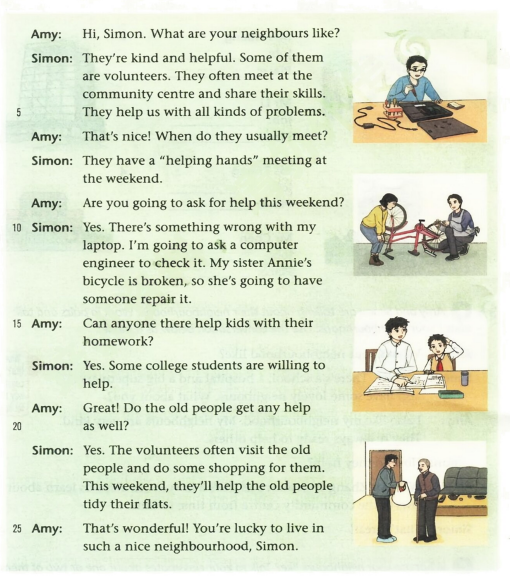 Amy: Hi, Simon. What are your neighbours like?
Simon: They're kind and helpful. Some of them
are volunteers. They often meet at the
community centre and share their skills.
5 They help us with all kinds of problems.
Amy: That's nice! When do they usually meet?
Simon: They have a "helping hands" meeting at
the weekend.
Amy: Are you going to ask for help this weekend?
10 Simon: Yes. There's something wrong with my
laptop. I'm going to ask a computer
engineer to check it. My sister Annie's
bicycle is broken, so she's going to have
someone repair it.
15 Amy: Can anyone there help kids with their
homework?
Simon: Yes. Some college students are willing to
help.
Amy: Great! Do the old people get any help
20 as well?
Simon: Yes. The volunteers often visit the old
people and do some shopping for them.
This weekend, they'll help the old people
tidy their flats.
25 Amy: That's wonderful! You're lucky to live in
such a nice neighbourhood, Simon.